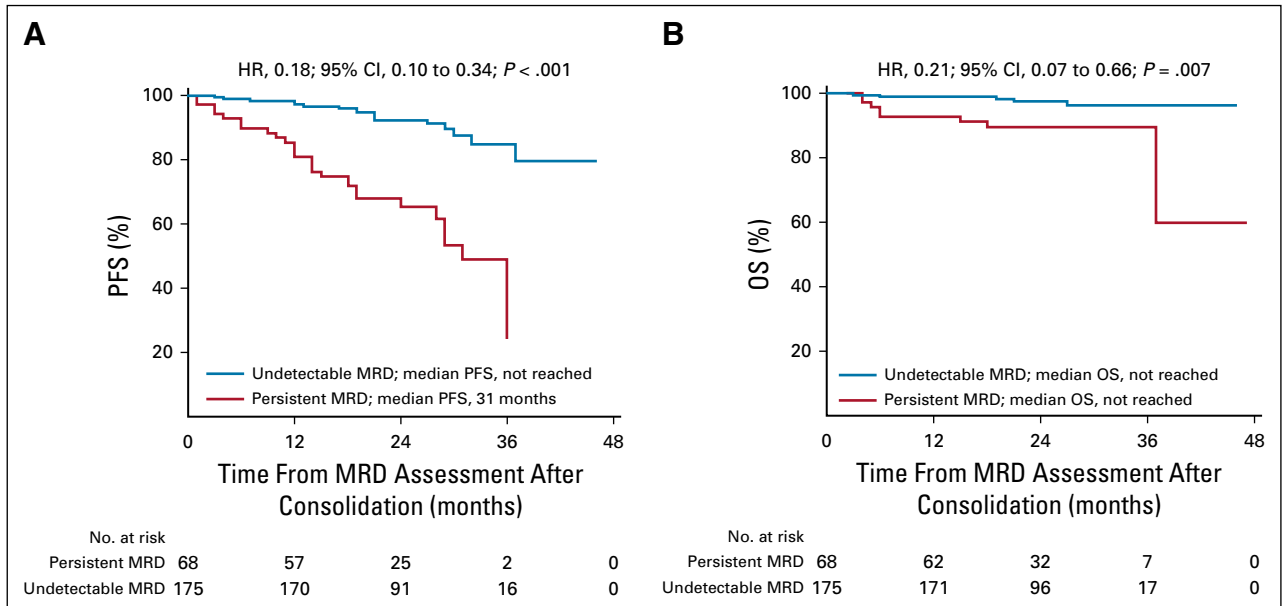 A
HR, 0.18; 95% CI, 0.10 to 0.34; P < .001
PFS (%)
100
80
60
40
20
Undetectable MRD; median PFS, not reached
Persistent MRD; median PFS, 31 months
0 12 24 36 48
Time From MRD Assessment After
Consolidation (months)
No. at risk
Persistent MRD 68 57 25 2 0
Undetectable MRD 175 170 91 16 0
B
HR, 0.21; 95% CI, 0.07 to 0.66; P = .007
OS (%)
100
80
60
40
20
Undetectable MRD; median OS, not reached
Persistent MRD; median OS, not reached
0 12 24 36 48
Time From MRD Assessment After
Consolidation (months)
No. at risk
Persistent MRD 68 62 32 7 0
Undetectable MRD 175 171 96 17 0